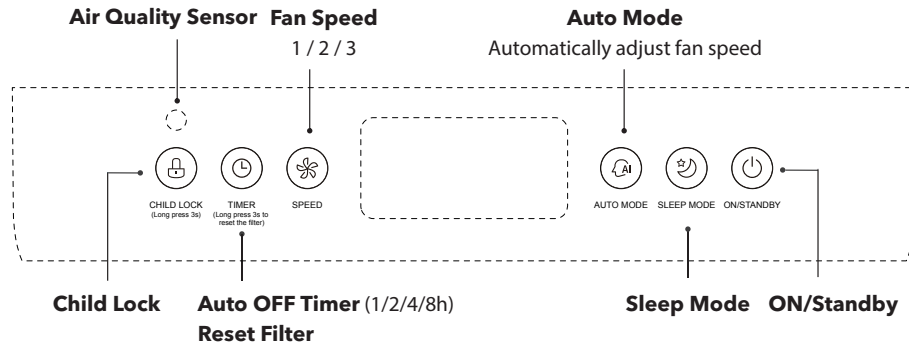 Air Quality Sensor
Fan Speed
1 / 2 / 3
Auto Mode
Automatically adjust fan speed
AI
CHILD LOCK
(Long press 3s)
TIMER
(Long press 3s to
reset the filter)
SPEED
AUTO MODE
SLEEP MODE
ON/STANDBY
Child Lock
Auto OFF Timer (1/2/4/8h)
Reset Filter
Sleep Mode
ON/Standby